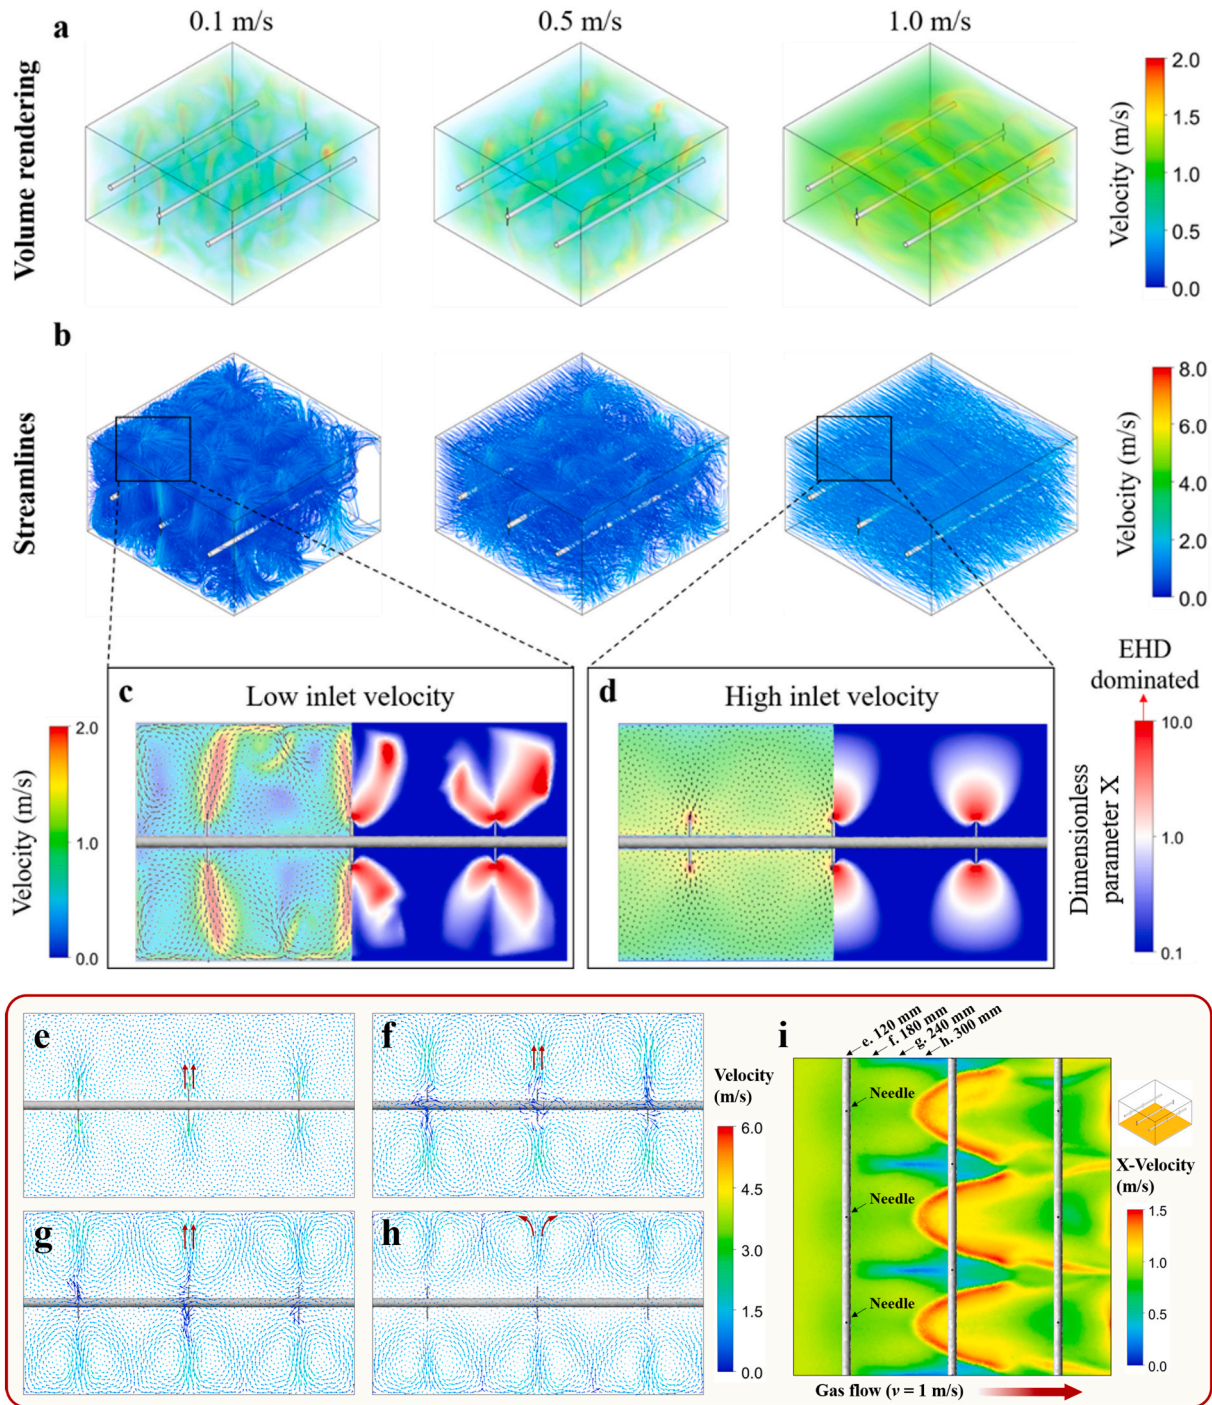 a
0.1 m/s
0.5 m/s
1.0 m/s
Volume rendering
Velocity (m/s)
2.0
1.5
1.0
0.5
0.0
b
Streamlines
Velocity (m/s)
8.0
6.0
4.0
2.0
0.0
EHD
dominated
c
Low inlet velocity
d
High inlet velocity
Velocity (m/s)
2.0
1.0
0.0
Dimensionless
parameter X
10.0
1.0
0.1
e
f
g
h
Velocity
(m/s)
6.0
4.5
3.0
1.5
0.0
i
e. 120 mm
f. 180 mm
g. 240 mm
h. 300 mm
Needle
Needle
Needle
X-Velocity
(m/s)
1.5
1.0
0.5
0.0
Gas flow (v = 1 m/s)